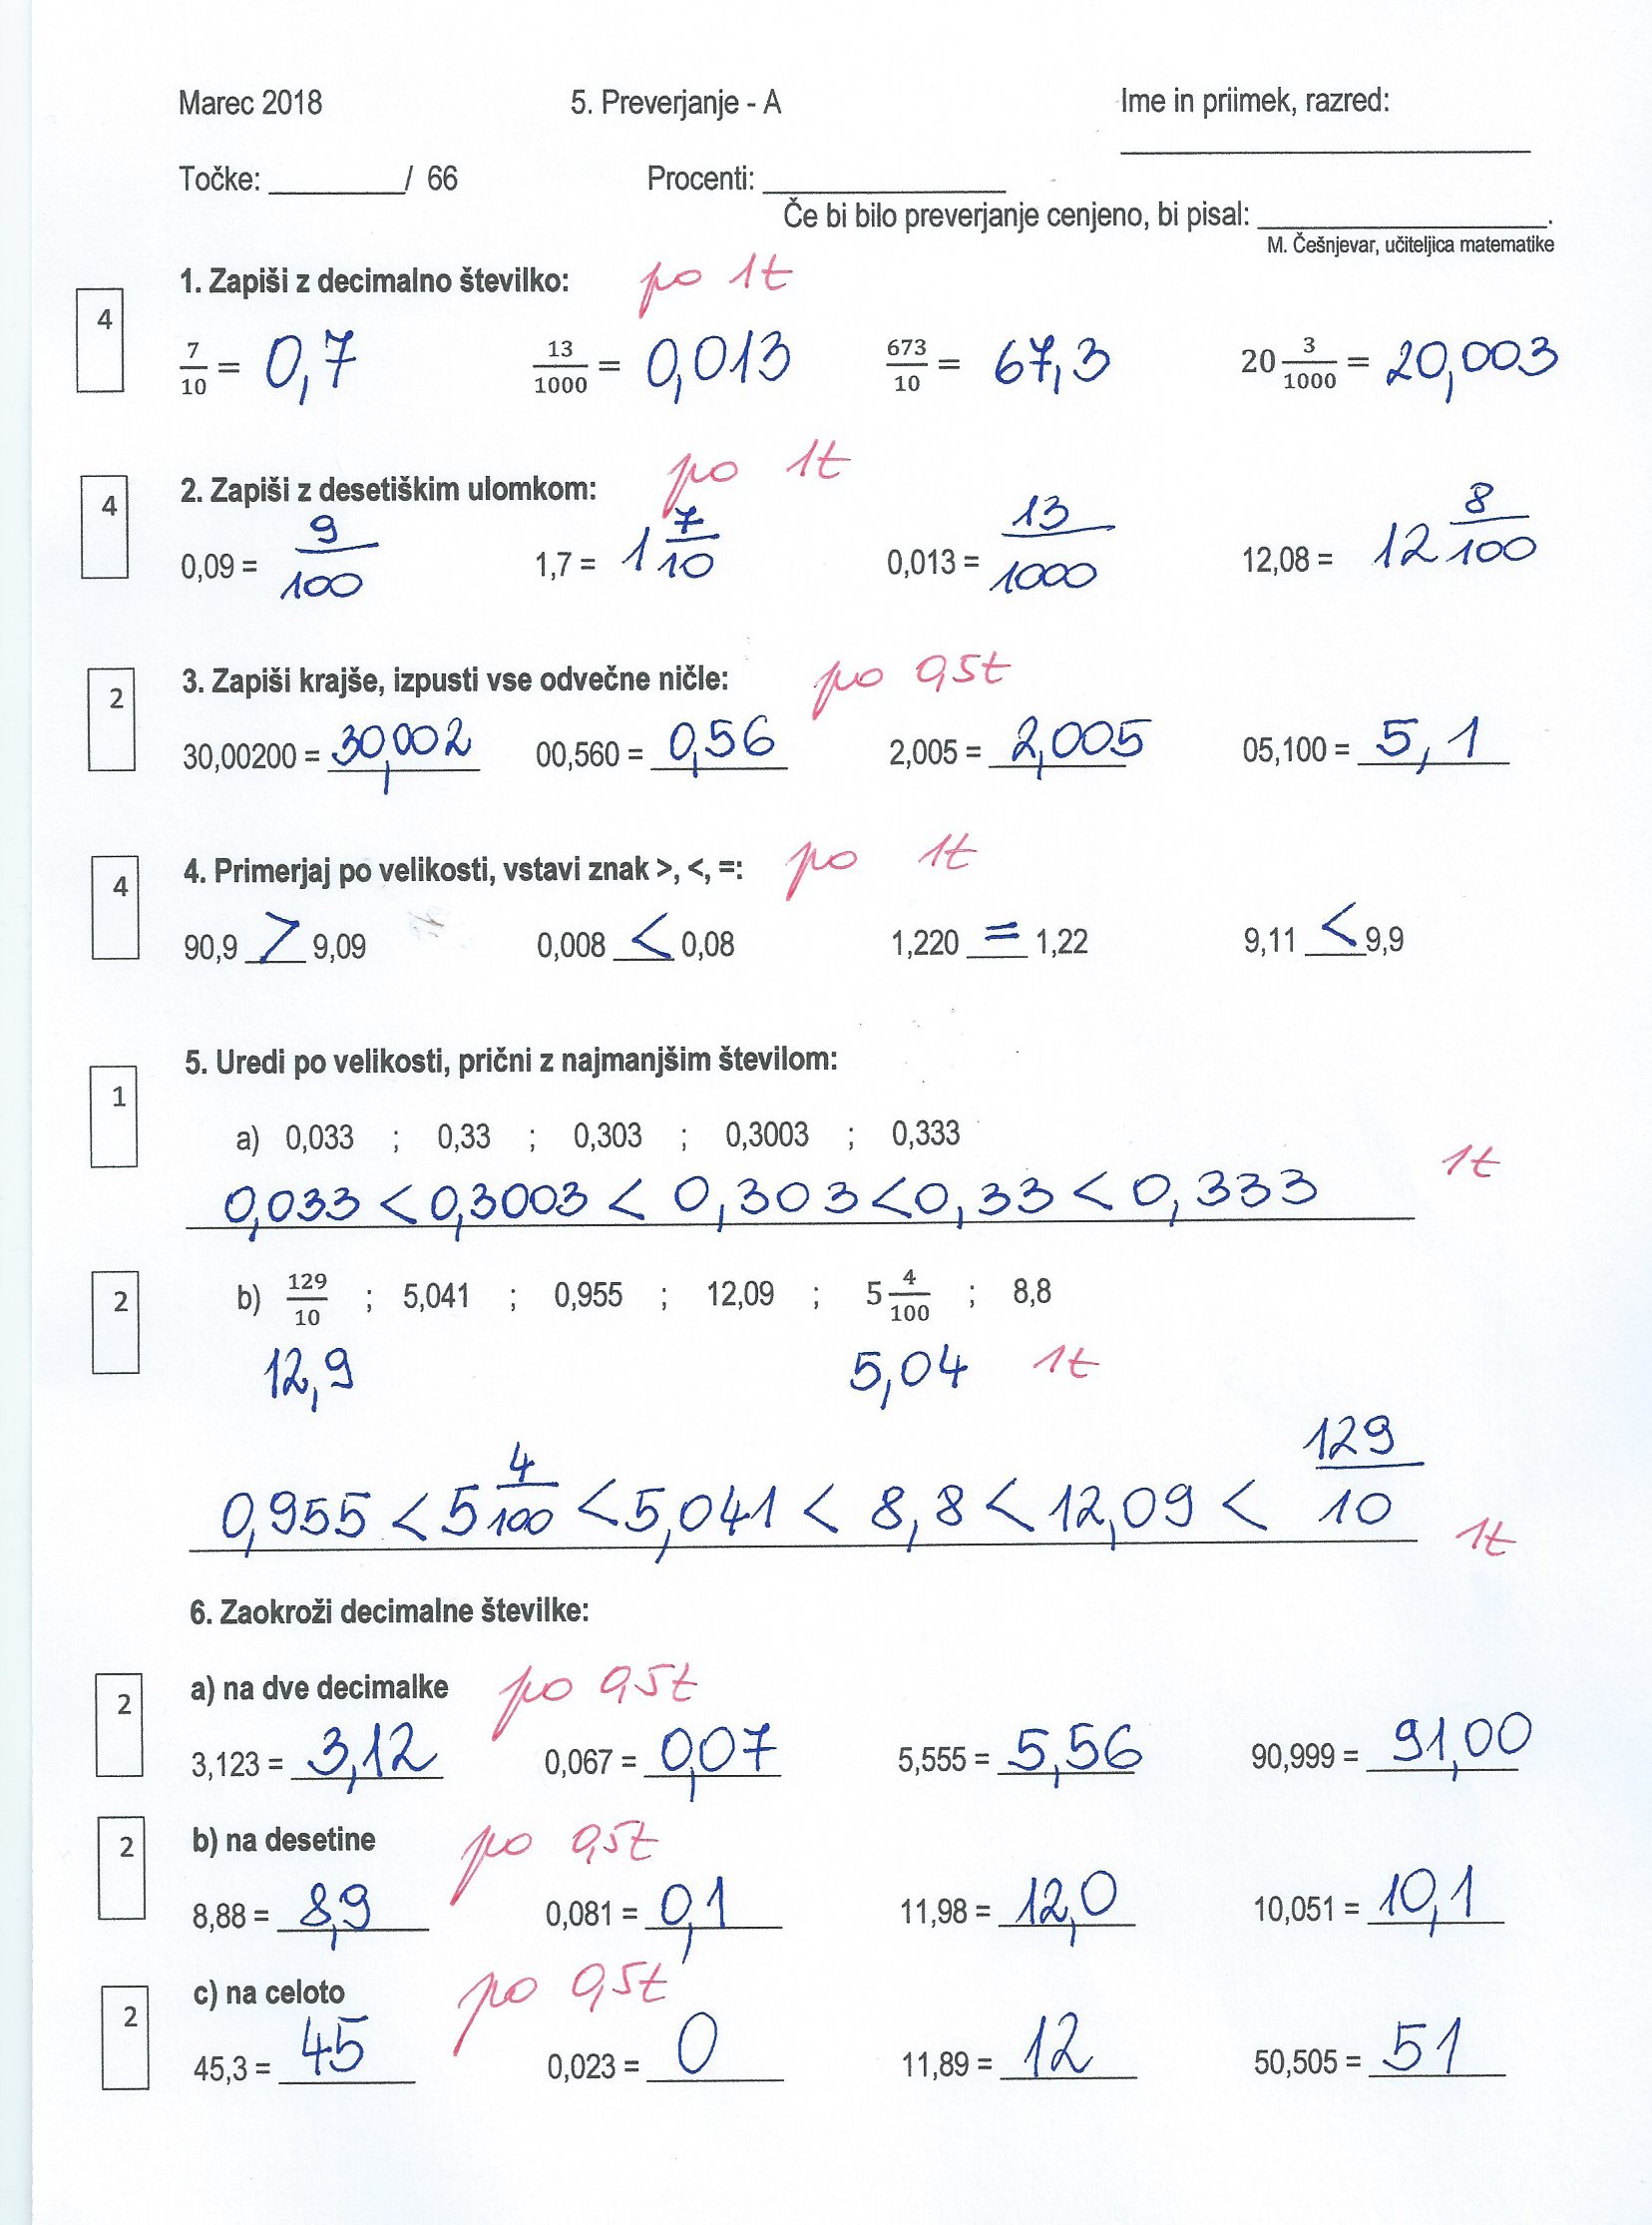 Marec 2018 5. Preverjanje - A Ime in priimek, razred:
Točke: ________/ 66 Procenti: ______________
Če bi bilo preverjanje cenjeno, bi pisal: _________________.
M. Češnjevar, učiteljica matematike
1. Zapiši z decimalno številko: po 1t
4
7/10 = 0,7 13/1000 = 0,013 673/10 = 67,3 20 3/1000 = 20,003
2. Zapiši z desetiškim ulomkom: po 1t
4
0,09 = 9/100 1,7 = 1 7/10 0,013 = 13/1000 12,08 = 12 8/100
3. Zapiši krajše, izpusti vse odvečne ničle: po 0,5t
2
30,00200 = 30,002 00,560 = 0,56 2,005 = 2,005 05,100 = 5,1
4. Primerjaj po velikosti, vstavi znak >, <, =: po 1t
4
90,9 > 9,09 0,008 < 0,08 1,220 = 1,22 9,11 < 9,9
5. Uredi po velikosti, prični z najmanjšim številom:
1
a) 0,033 ; 0,33 ; 0,303 ; 0,3003 ; 0,333
0,033 < 0,3003 < 0,303 < 0,33 < 0,333 1t
2
b) 129/10 ; 5,041 ; 0,955 ; 12,09 ; 5 4/100 ; 8,8
12,9 5,04 1t
0,955 < 5 4/100 < 5,041 < 8,8 < 12,09 < 129/10 1t
6. Zaokroži decimalne številke:
2
a) na dve decimalke po 0,5t
3,123 = 3,12 0,067 = 0,07 5,555 = 5,56 90,999 = 91,00
2
b) na desetine po 0,5t
8,88 = 8,9 0,081 = 0,1 11,98 = 12,0 10,051 = 10,1
2
c) na celoto po 0,5t
45,3 = 45 0,023 = 0 11,89 = 12 50,505 = 51